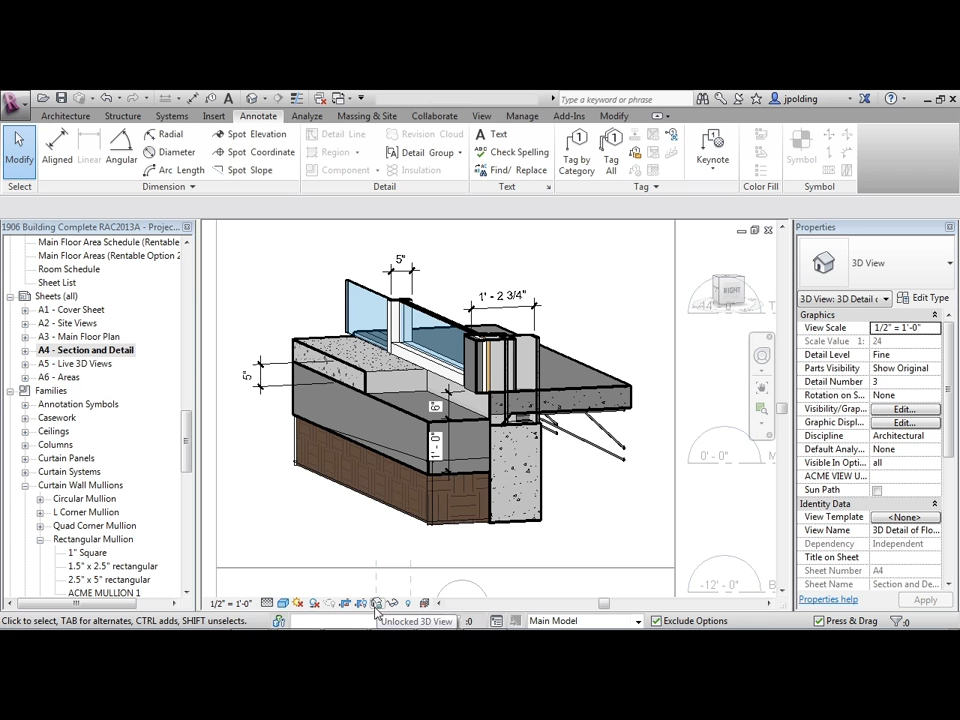 Type a keyword or phrase
jpolding
Architecture Structure Systems Insert Annotate Analyze Massing & Site Collaborate View Manage Add-Ins Modify
Modify
Aligned Linear Angular
Radial
Diameter
Arc Length
Spot Elevation
Spot Coordinate
Spot Slope
Detail Line
Region
Component
Revision Cloud
Detail Group
Insulation
Text
Check Spelling
Find/ Replace
Tag by Category
Tag All
Keynote
Symbol
Select Dimension Detail Text Tag Color Fill Symbol
1906 Building Complete RAC2013A - Projec...
Main Floor Area Schedule (Rentable
Main Floor Areas (Rentable Option 2
Room Schedule
Sheet List
Sheets (all)
A1 - Cover Sheet
A2 - Site Views
A3 - Main Floor Plan
A4 - Section and Detail
A5 - Live 3D Views
A6 - Areas
Families
Annotation Symbols
Casework
Ceilings
Columns
Curtain Panels
Curtain Systems
Curtain Wall Mullions
Circular Mullion
L Corner Mullion
Quad Corner Mullion
Rectangular Mullion
1" Square
1.5" x 2.5" rectangular
2.5" x 5" rectangular
ACME MULLION 1
5"
1' - 2 3/4"
5"
6"
1' - 0"
RIGHT
0' - 0"
-12' - 0"
1/2" = 1'-0"
Unlocked 3D View
Properties
3D View
3D View: 3D Detail c Edit Type
Graphics
View Scale 1/2" = 1'-0"
Scale Value 1: 24
Detail Level Fine
Parts Visibility Show Original
Detail Number 3
Rotation on S... None
Visibility/Grap... Edit...
Graphic Displ... Edit...
Discipline Architectural
Default Analy... None
Visible In Opti... all
ACME VIEW U...
Sun Path
Identity Data
View Template <None>
View Name 3D Detail of Flo...
Dependency Independent
Title on Sheet
Sheet Number A4
Sheet Name Section and De...
Properties help Apply
Click to select, TAB for alternates, CTRL adds, SHIFT unselects. :0 Main Model Exclude Options Press & Drag :0